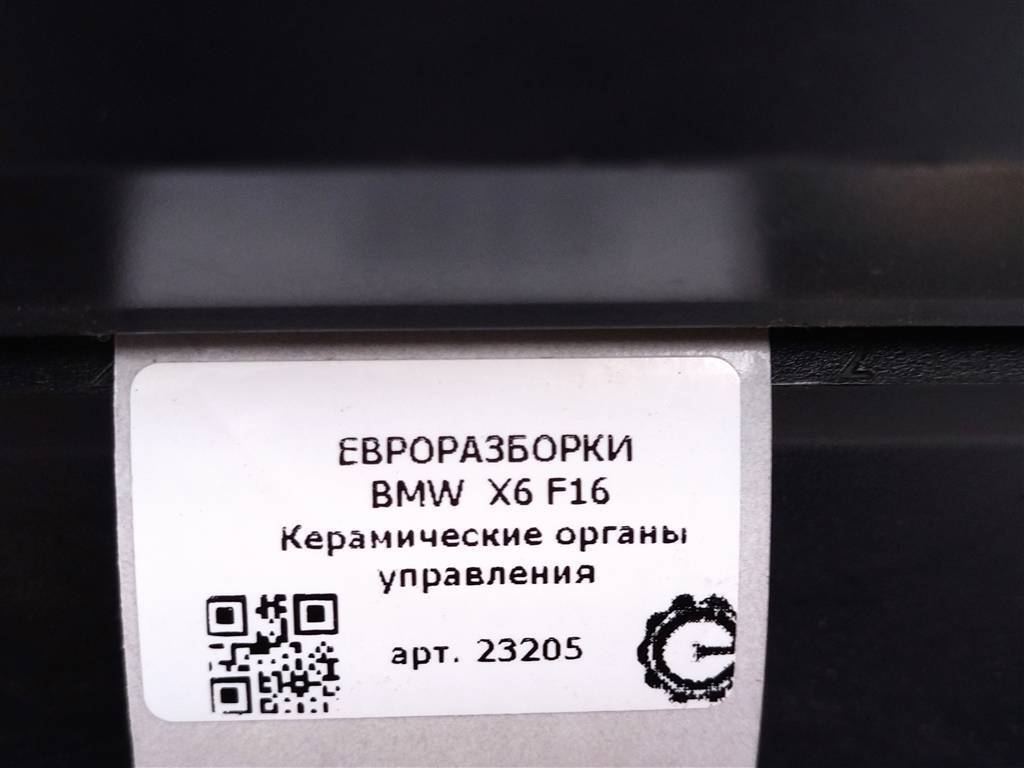 ЕВРОРАЗБОРКИ
BMW X6 F16
Керамические органы
управления
арт. 23205